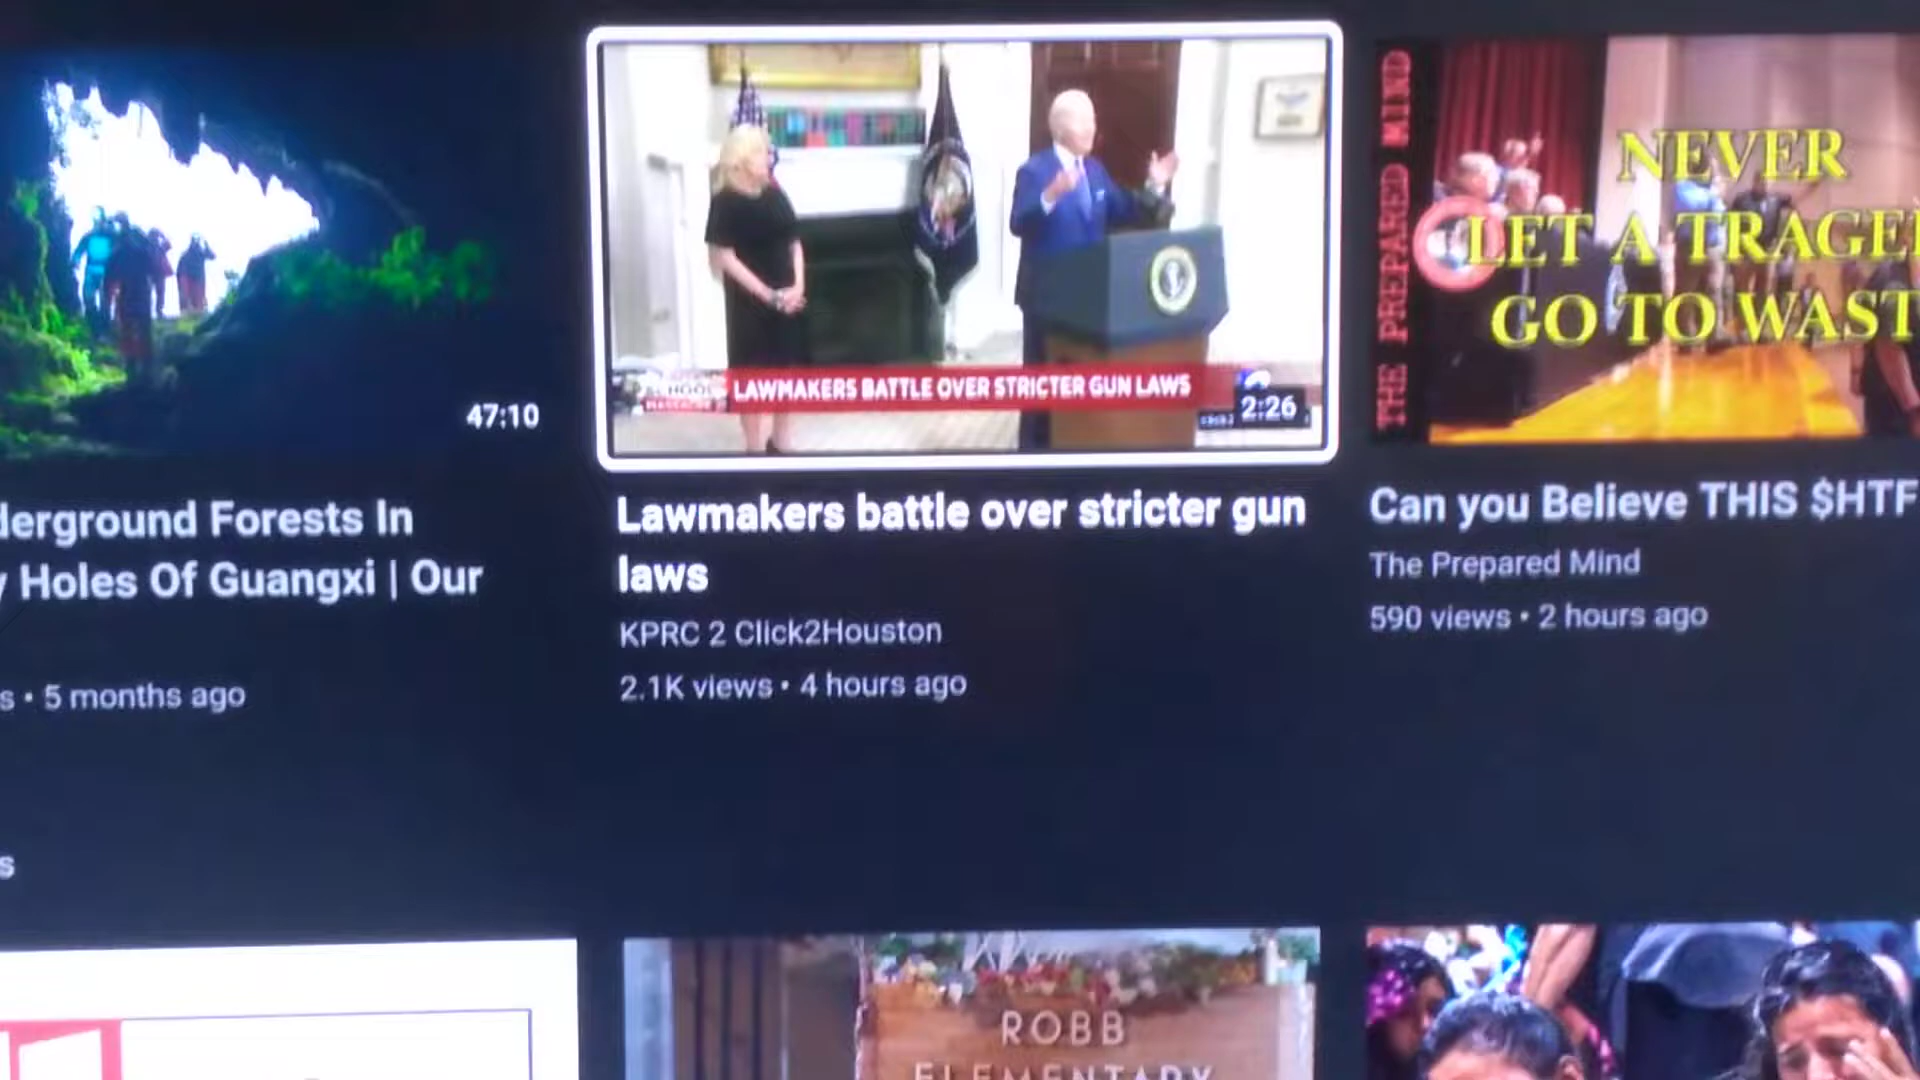 47:10
derground Forests In
y Holes Of Guangxi | Our
s • 5 months ago
s
LAWMAKERS BATTLE OVER STRICTER GUN LAWS
2:26
Lawmakers battle over stricter gun
laws
KPRC 2 Click2Houston
2.1K views • 4 hours ago
THE PREPARED MIND
NEVER
LET A TRAGE
GO TO WAST
Can you Believe THIS $HTF
The Prepared Mind
590 views • 2 hours ago
ROBB
ELEMENTARY